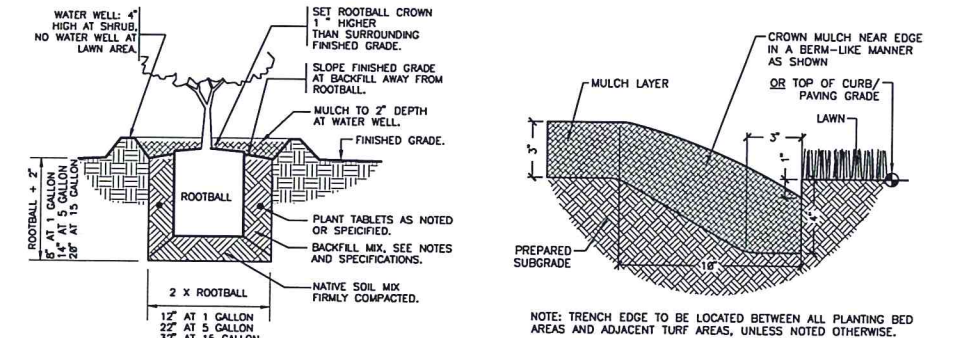 WATER WELL: 4"
HIGH AT SHRUB,
NO WATER WELL AT
LAWN AREA.
SET ROOTBALL CROWN
1 " HIGHER
THAN SURROUNDING
FINISHED GRADE.
SLOPE FINISHED GRADE
AT BACKFILL AWAY FROM
ROOTBALL.
MULCH TO 2" DEPTH
AT WATER WELL.
FINISHED GRADE.
ROOTBALL
PLANT TABLETS AS NOTED
OR SPEICIFIED.
BACKFILL MIX, SEE NOTES
AND SPECIFICATIONS.
NATIVE SOIL MIX
FIRMLY COMPACTED.
ROOTBALL + 2"
8" AT 1 GALLON
14" AT 5 GALLON
20" AT 15 GALLON
2 X ROOTBALL
12" AT 1 GALLON
22" AT 5 GALLON
32" AT 15 GALLON
MULCH LAYER
CROWN MULCH NEAR EDGE
IN A BERM-LIKE MANNER
AS SHOWN
OR TOP OF CURB/
PAVING GRADE
LAWN
3"
3"
1"
4"
10"
PREPARED
SUBGRADE
NOTE: TRENCH EDGE TO BE LOCATED BETWEEN ALL PLANTING BED
AREAS AND ADJACENT TURF AREAS, UNLESS NOTED OTHERWISE.